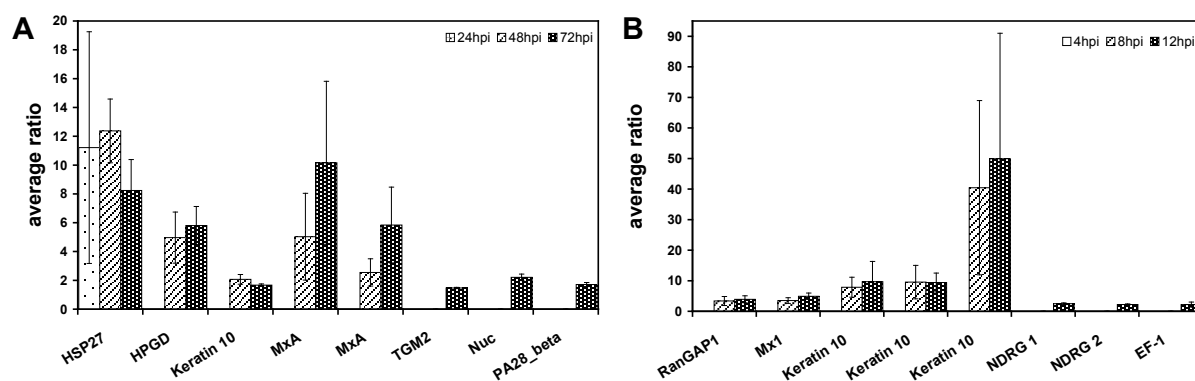 A
average ratio
20
18
16
14
12
10
8
6
4
2
0
24hpi 48hpi 72hpi
HSP27
HPGD
Keratin 10
MxA
MxA
TGM2
Nuc
PA28_beta
B
average ratio
90
80
70
60
50
40
30
20
10
0
4hpi 8hpi 12hpi
RanGAP1
Mx1
Keratin 10
Keratin 10
Keratin 10
NDRG 1
NDRG 2
EF-1